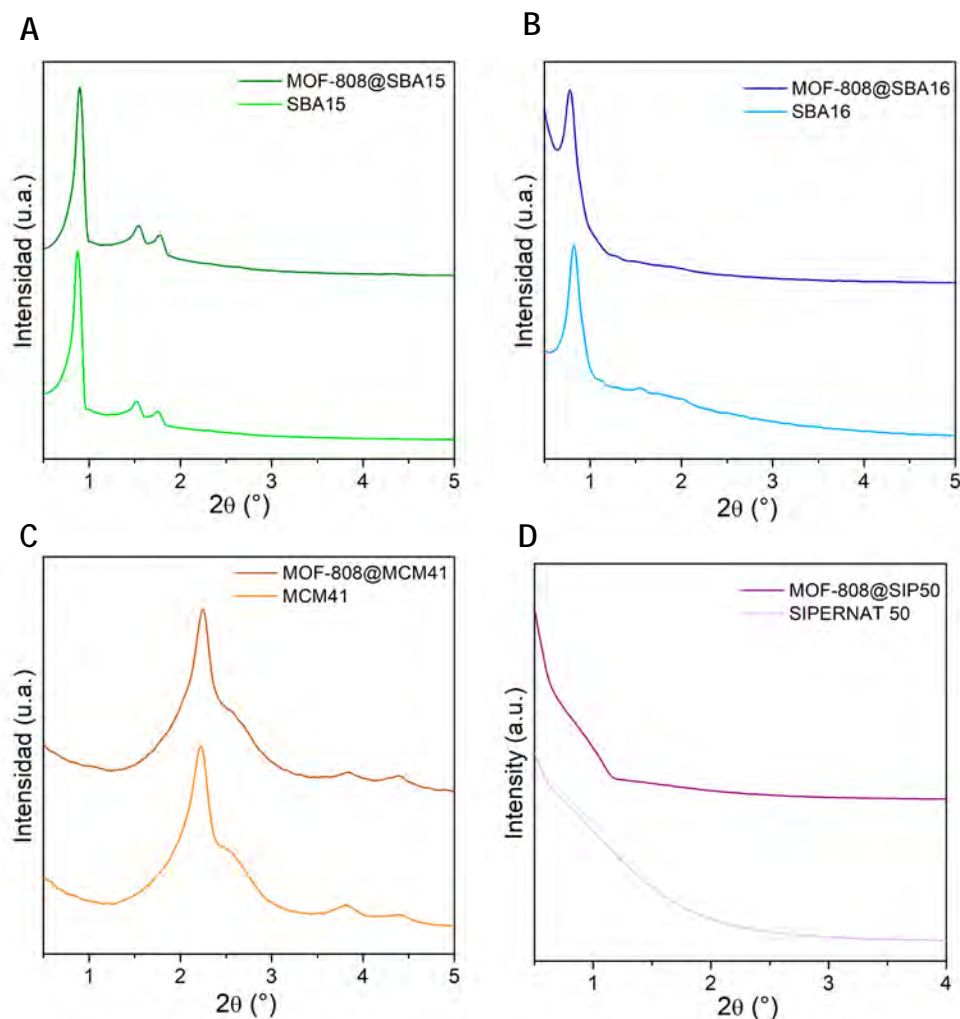 A
MOF-808@SBA15
SBA15
Intensidad (u.a.)
1
2
3
4
5
2θ (°)
B
MOF-808@SBA16
SBA16
Intensidad (u.a.)
1
2
3
4
5
2θ (°)
C
MOF-808@MCM41
MCM41
Intensidad (u.a.)
1
2
3
4
5
2θ (°)
D
MOF-808@SIP50
SIPERNAT 50
Intensity (a.u.)
1
2
3
4
2θ (°)